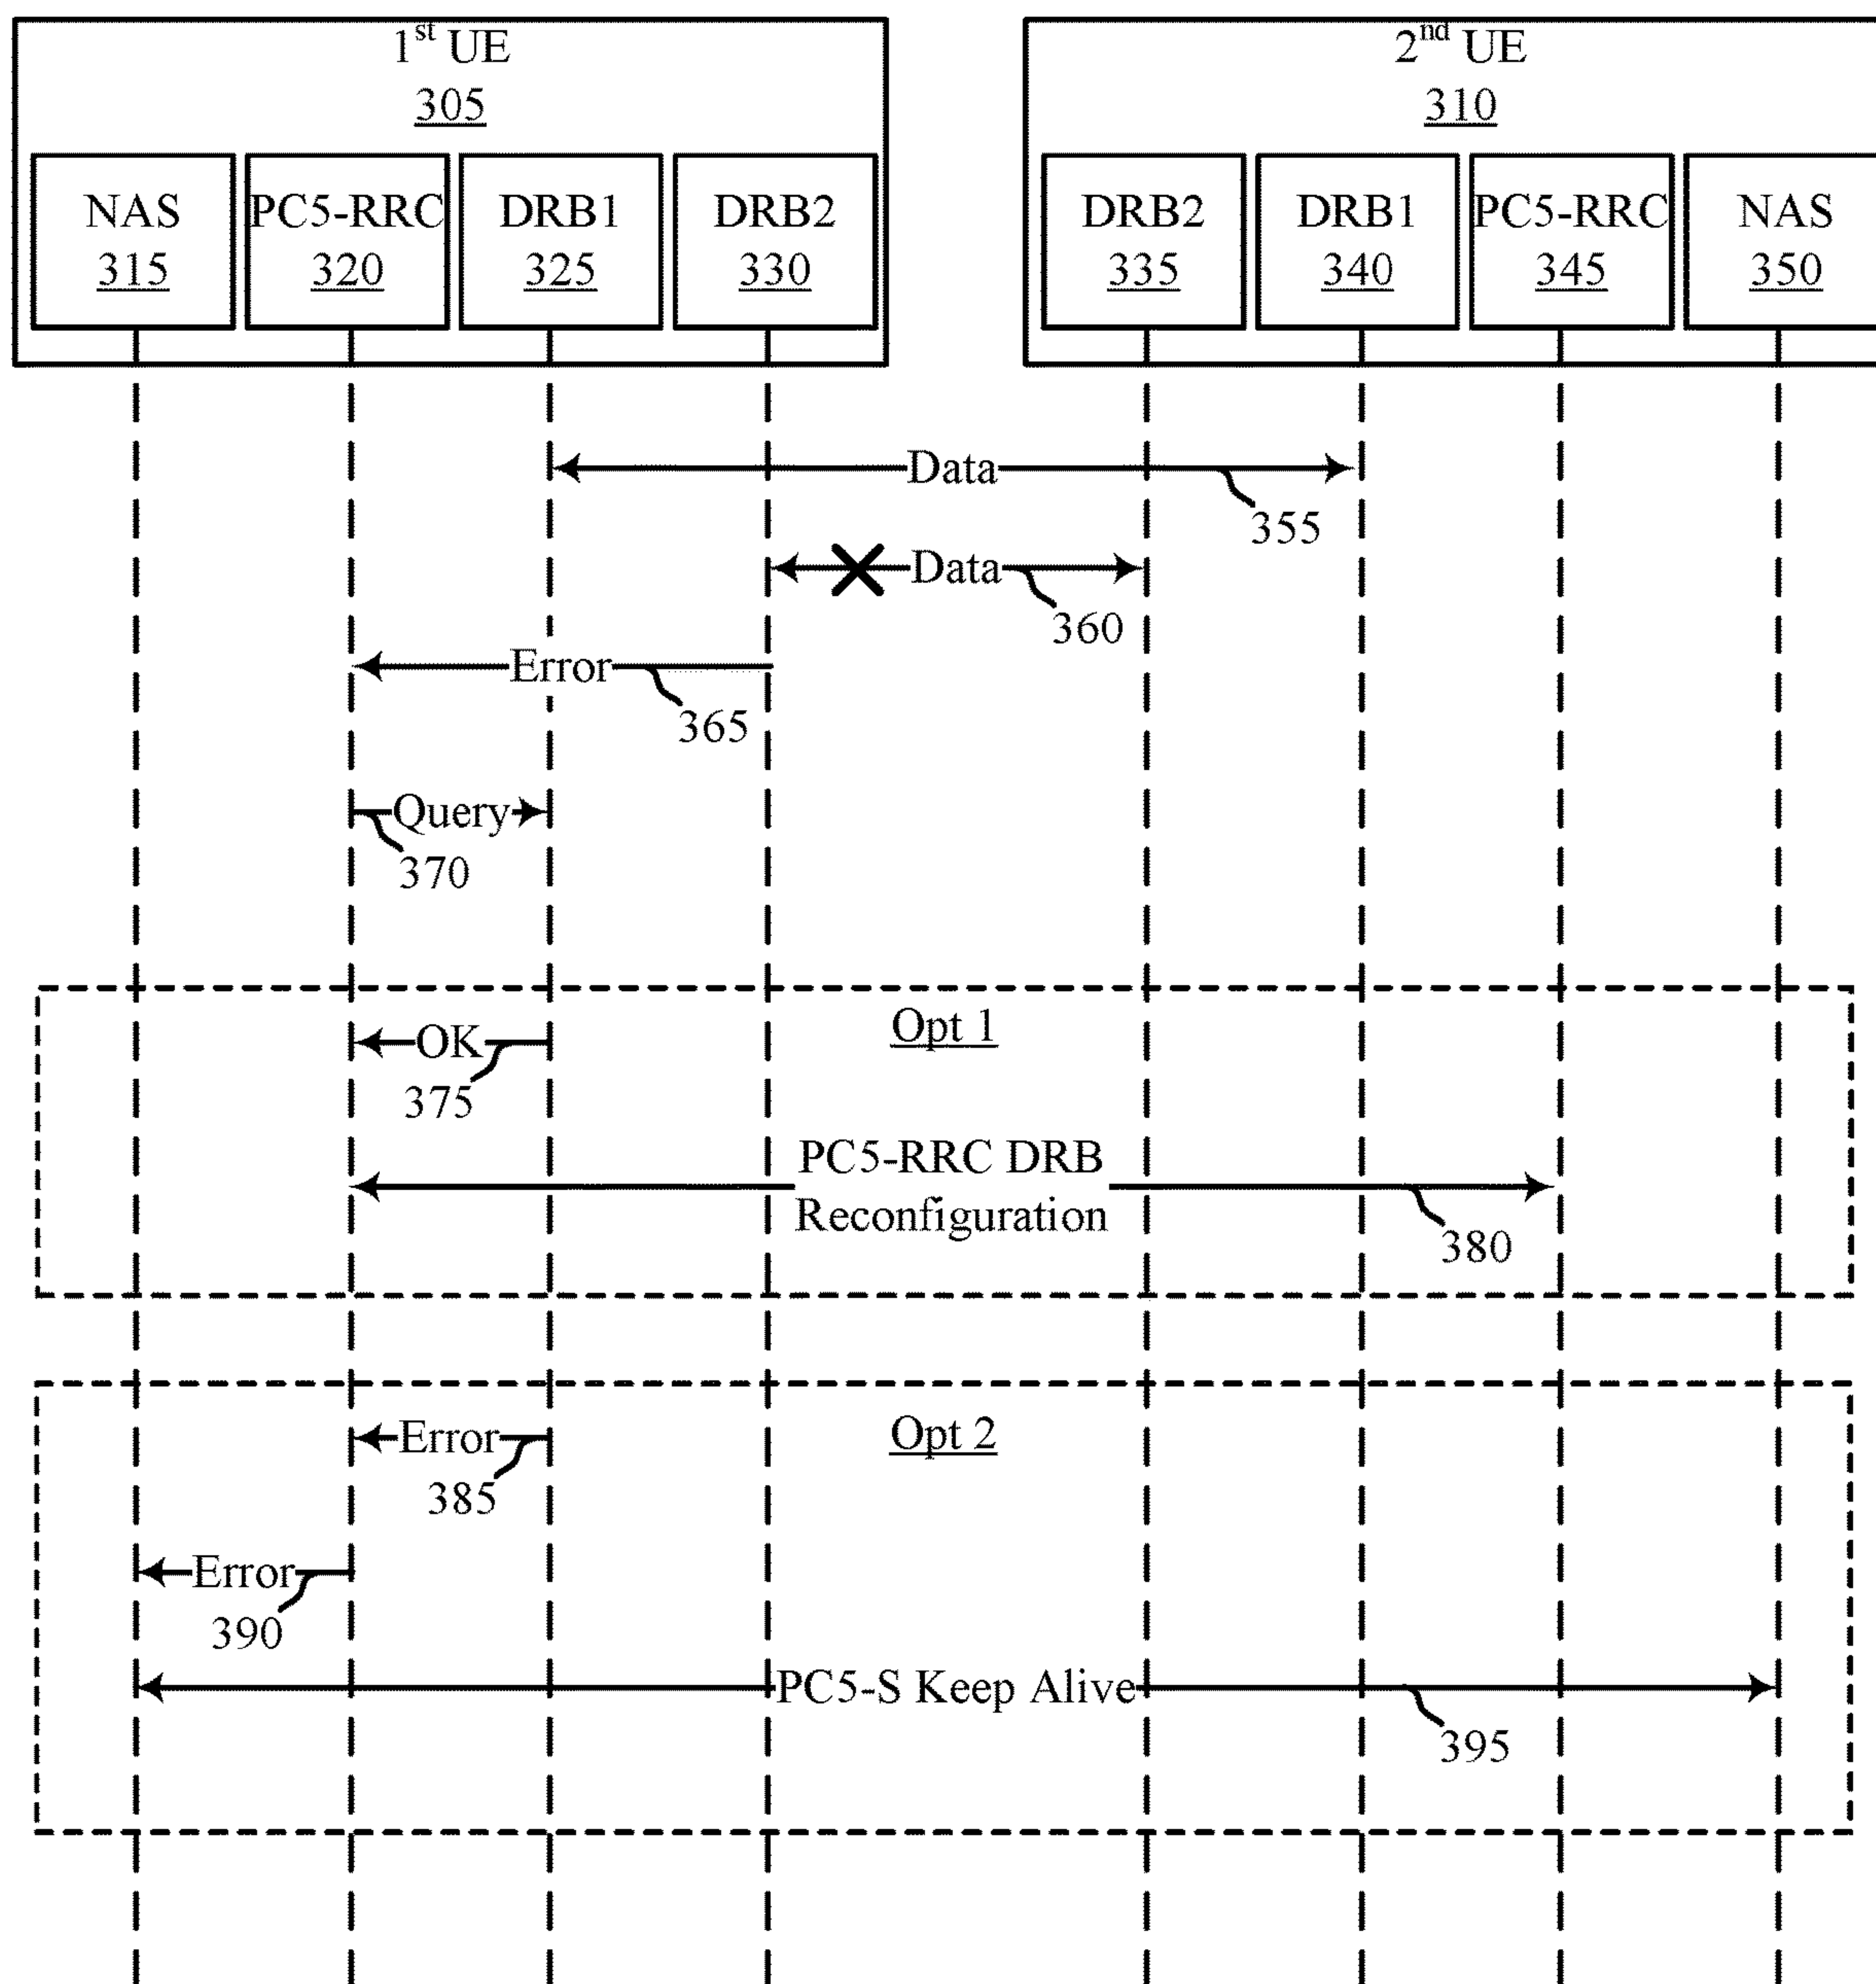 1st UE
305
2nd UE
310
NAS
315
PC5-RRC
320
DRB1
325
DRB2
330
DRB2
335
DRB1
340
PC5-RRC
345
NAS
350
Data
355
Data
360
Error
365
Query
370
Opt 1
OK
375
PC5-RRC DRB
Reconfiguration
380
Opt 2
Error
385
Error
390
PC5-S Keep Alive
395